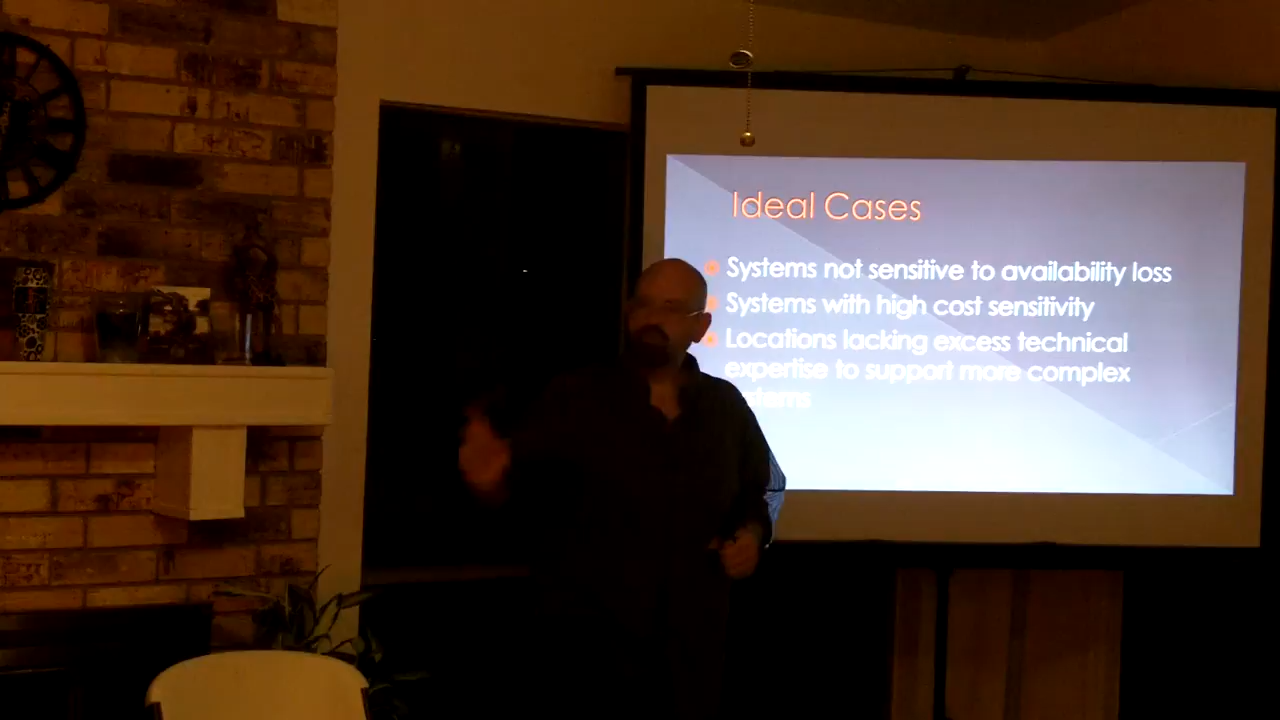 Ideal Cases
Systems not sensitive to availability loss
Systems with high cost sensitivity
Locations lacking excess technical
expertise to support more complex